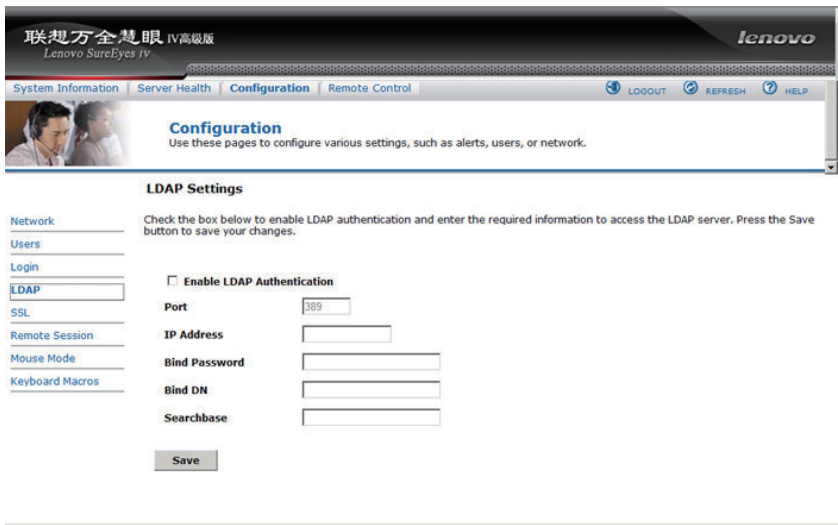 联想万全慧眼 IV高级版
Lenovo SureEyes IV
lenovo
System Information
Server Health
Configuration
Remote Control
LOGOUT
REFRESH
HELP
Configuration
Use these pages to configure various settings, such as alerts, users, or network.
LDAP Settings
Check the box below to enable LDAP authentication and enter the required information to access the LDAP server. Press the Save
button to save your changes.
Network
Users
Login
LDAP
SSL
Remote Session
Mouse Mode
Keyboard Macros
Enable LDAP Authentication
Port
389
IP Address
Bind Password
Bind DN
Searchbase
Save